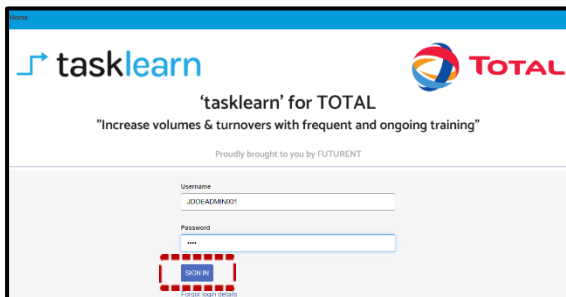 Home
tasklearn
TOTAL
‘tasklearn’ for TOTAL
”Increase volumes & turnovers with frequent and ongoing training”
Proudly brought to you by FUTURENT
Username
JDOEADMIN001
Password
••••
SIGN IN
Forgot login details